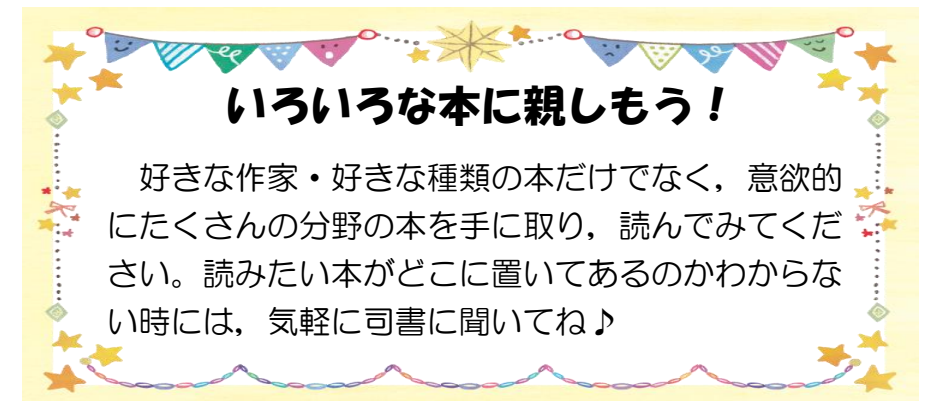 いろいろな本に親しもう！
　好きな作家・好きな種類の本だけでなく，意欲的
にたくさんの分野の本を手に取り，読んでみてくだ
さい。読みたい本がどこに置いてあるのかわからな
い時には，気軽に司書に聞いてね♪